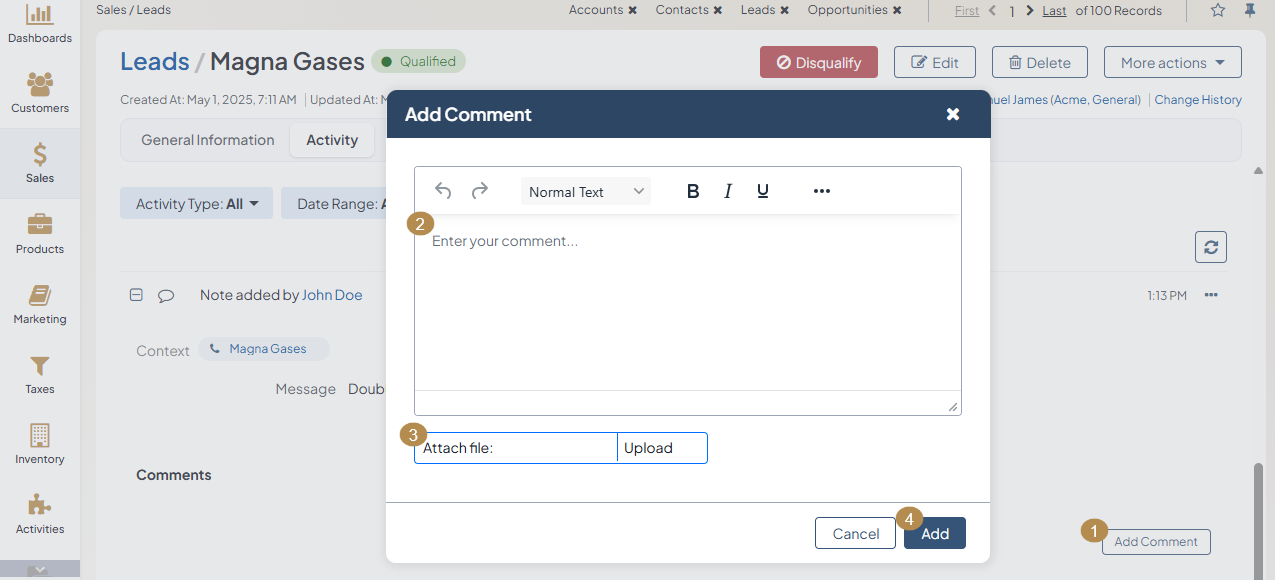 Sales / Leads
Accounts ✖ Contacts ✖ Leads ✖ Opportunities ✖
First < 1 > Last of 100 Records
Dashboards
Customers
Sales
Products
Marketing
Taxes
Inventory
Activities
Leads / Magna Gases
Qualified
Disqualify
Edit
Delete
More actions
Created At: May 1, 2025, 7:11 AM
Updated At:
James (Acme, General)
Change History
General Information
Activity
Activity Type: All
Date Range:
Note added by John Doe
1:13 PM
Context
Magna Gases
Message
Comments
1
Add Comment
Add Comment
Normal Text
B I U •••
2
Enter your comment...
3
Attach file:
Upload
Cancel
4
Add